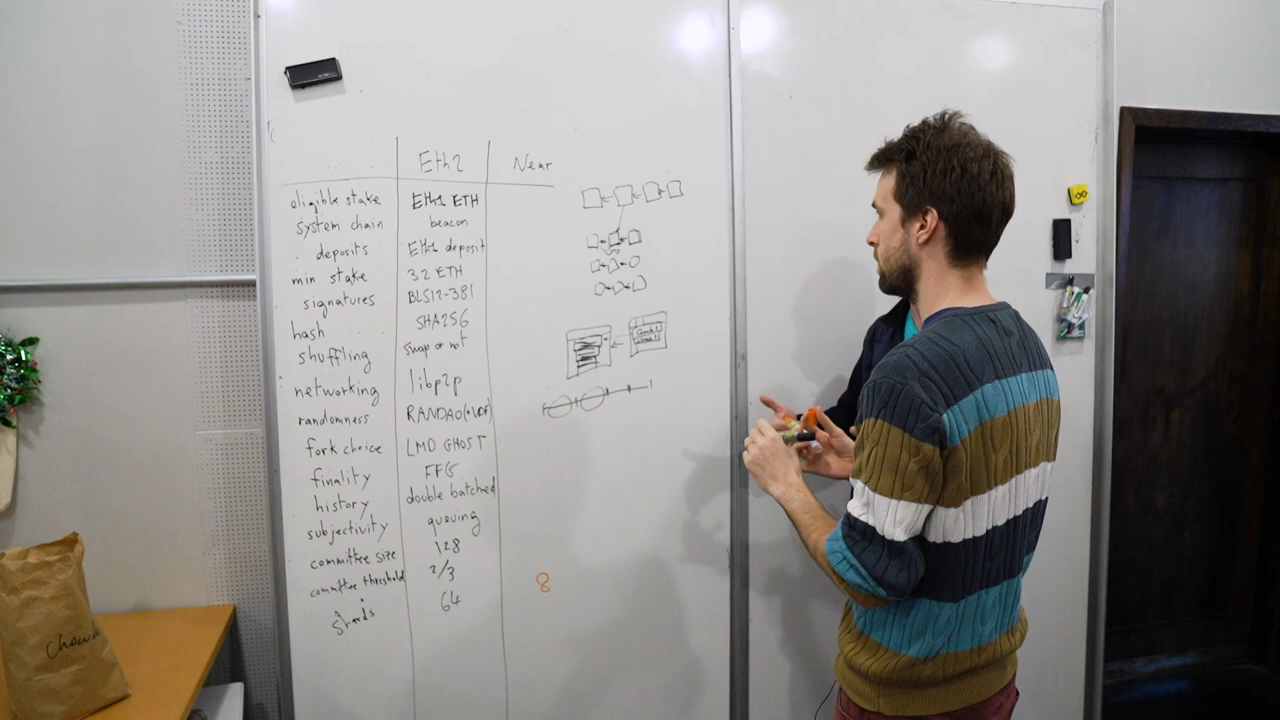 Eth2 Near
eligible stake Eth1 ETH
system chain beacon
deposits Eth1 deposit
min stake 32 ETH
signatures BLS12-381
hash SHA256
shuffling swap or not
networking libp2p
randomness RANDAO(+VDF)
fork choice LMD GHOST
finality FFG
history double batched
subjectivity queuing
committee size 128
committee threshold 2/3
shards 64
8